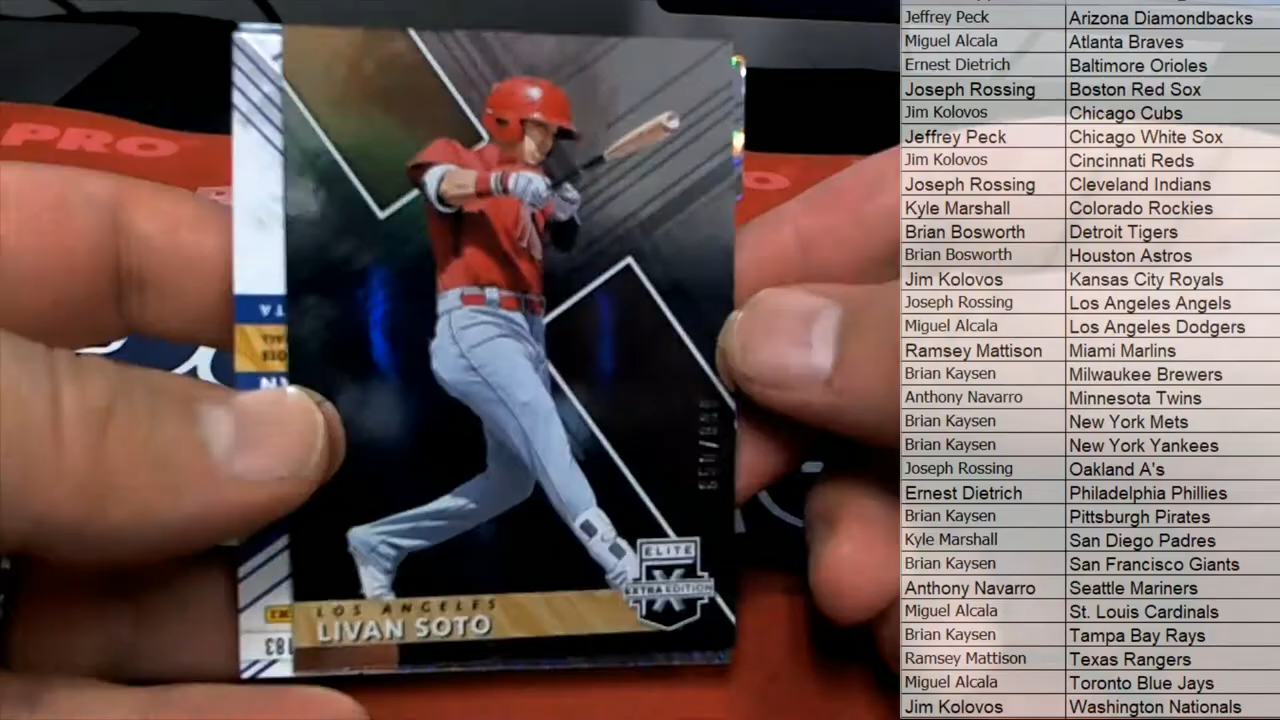 PRO
LOS ANGELES
LIVAN SOTO
ELITE
X
EXTRA EDITION
183
Jeffrey Peck Arizona Diamondbacks
Miguel Alcala Atlanta Braves
Ernest Dietrich Baltimore Orioles
Joseph Rossing Boston Red Sox
Jim Kolovos Chicago Cubs
Jeffrey Peck Chicago White Sox
Jim Kolovos Cincinnati Reds
Joseph Rossing Cleveland Indians
Kyle Marshall Colorado Rockies
Brian Bosworth Detroit Tigers
Brian Bosworth Houston Astros
Jim Kolovos Kansas City Royals
Joseph Rossing Los Angeles Angels
Miguel Alcala Los Angeles Dodgers
Ramsey Mattison Miami Marlins
Brian Kaysen Milwaukee Brewers
Anthony Navarro Minnesota Twins
Brian Kaysen New York Mets
Brian Kaysen New York Yankees
Joseph Rossing Oakland A's
Ernest Dietrich Philadelphia Phillies
Brian Kaysen Pittsburgh Pirates
Kyle Marshall San Diego Padres
Brian Kaysen San Francisco Giants
Anthony Navarro Seattle Mariners
Miguel Alcala St. Louis Cardinals
Brian Kaysen Tampa Bay Rays
Ramsey Mattison Texas Rangers
Miguel Alcala Toronto Blue Jays
Jim Kolovos Washington Nationals